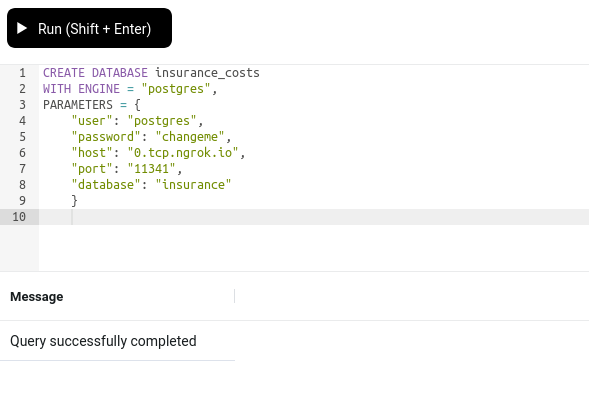 Run (Shift + Enter)
1 CREATE DATABASE insurance_costs
2 WITH ENGINE = "postgres",
3 PARAMETERS = {
4 "user": "postgres",
5 "password": "changeme",
6 "host": "0.tcp.ngrok.io",
7 "port": "11341",
8 "database": "insurance"
9 }
10
Message
Query successfully completed